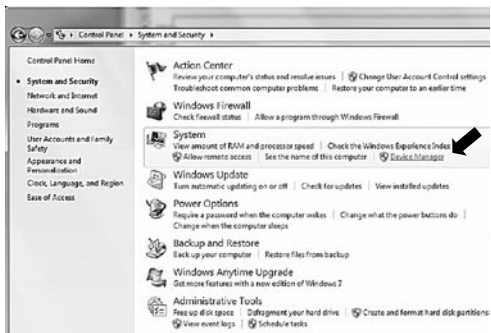 Control Panel ▸ System and Security ▸
Control Panel Home
System and Security
Network and Internet
Hardware and Sound
Programs
User Accounts and Family
Safety
Appearance and
Personalization
Clock, Language, and Region
Ease of Access
Action Center
Review your computer's status and resolve issues | Change User Account Control settings
Troubleshoot common computer problems | Restore your computer to an earlier time
Windows Firewall
Check firewall status | Allow a program through Windows Firewall
System
View amount of RAM and processor speed | Check the Windows Experience Index
Allow remote access | See the name of this computer | Device Manager
Windows Update
Turn automatic updating on or off | Check for updates | View installed updates
Power Options
Require a password when the computer wakes | Change what the power buttons do
Change when the computer sleeps
Backup and Restore
Back up your computer | Restore files from backup
Windows Anytime Upgrade
Get more features with a new edition of Windows 7
Administrative Tools
Free up disk space | Defragment your hard drive | Create and format hard disk partitions
View event logs | Schedule tasks